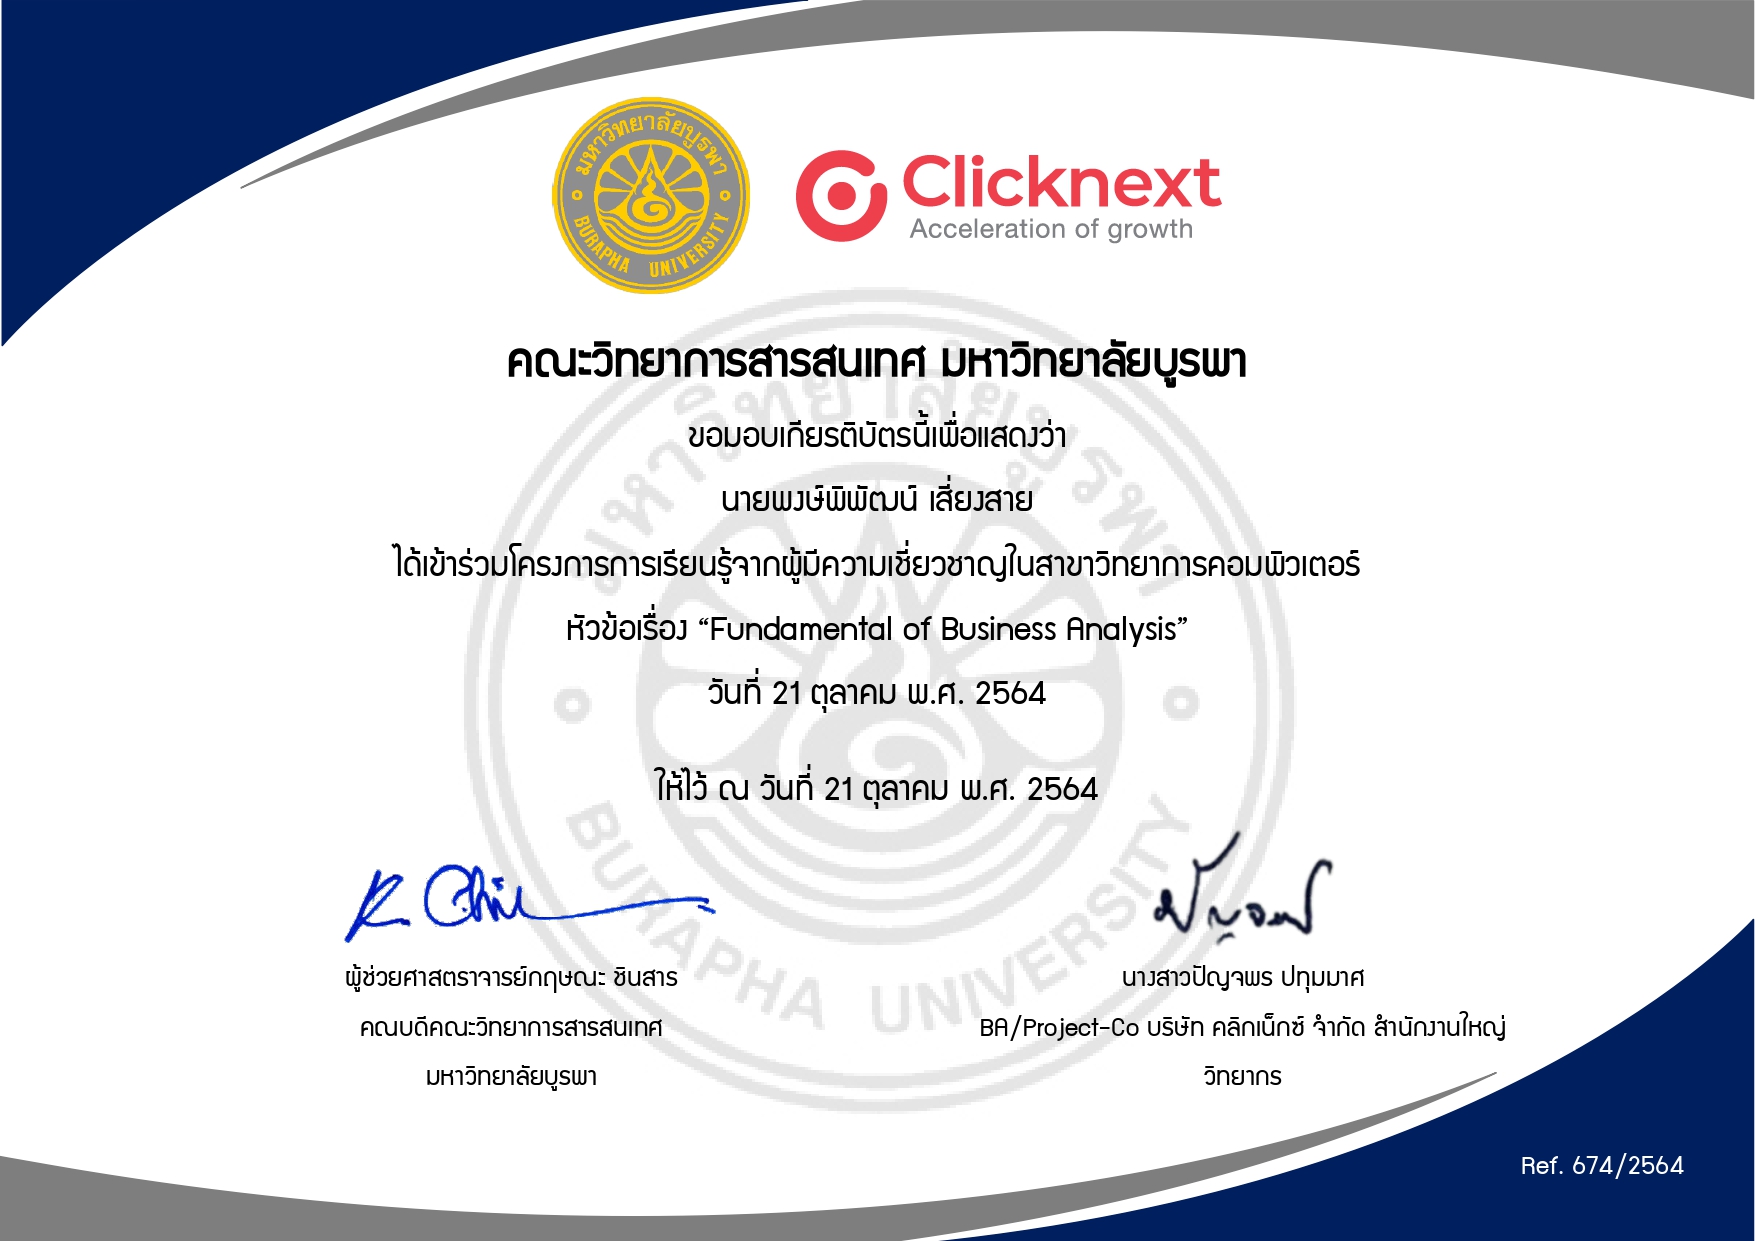 มหาวิทยาลัยบูรพา
BURAPHA UNIVERSITY
Clicknext
Acceleration of growth
คณะวิทยาการสารสนเทศ มหาวิทยาลัยบูรพา
ขอมอบเกียรติบัตรนี้เพื่อแสดงว่า
นายพงษ์พิพัฒน์ เสี่ยงสาย
ได้เข้าร่วมโครงการการเรียนรู้จากผู้มีความเชี่ยวชาญในสาขาวิทยาการคอมพิวเตอร์
หัวข้อเรื่อง “Fundamental of Business Analysis”
วันที่ 21 ตุลาคม พ.ศ. 2564
ให้ไว้ ณ วันที่ 21 ตุลาคม พ.ศ. 2564
ผู้ช่วยศาสตราจารย์กฤษณะ ชินสาร
คณบดีคณะวิทยาการสารสนเทศ
มหาวิทยาลัยบูรพา
นางสาวปัญจพร ปทุมมาศ
BA/Project-Co บริษัท คลิกเน็กซ์ จำกัด สำนักงานใหญ่
วิทยากร
Ref. 674/2564
มหาวิทยาลัยบูรพา
BURAPHA UNIVERSITY